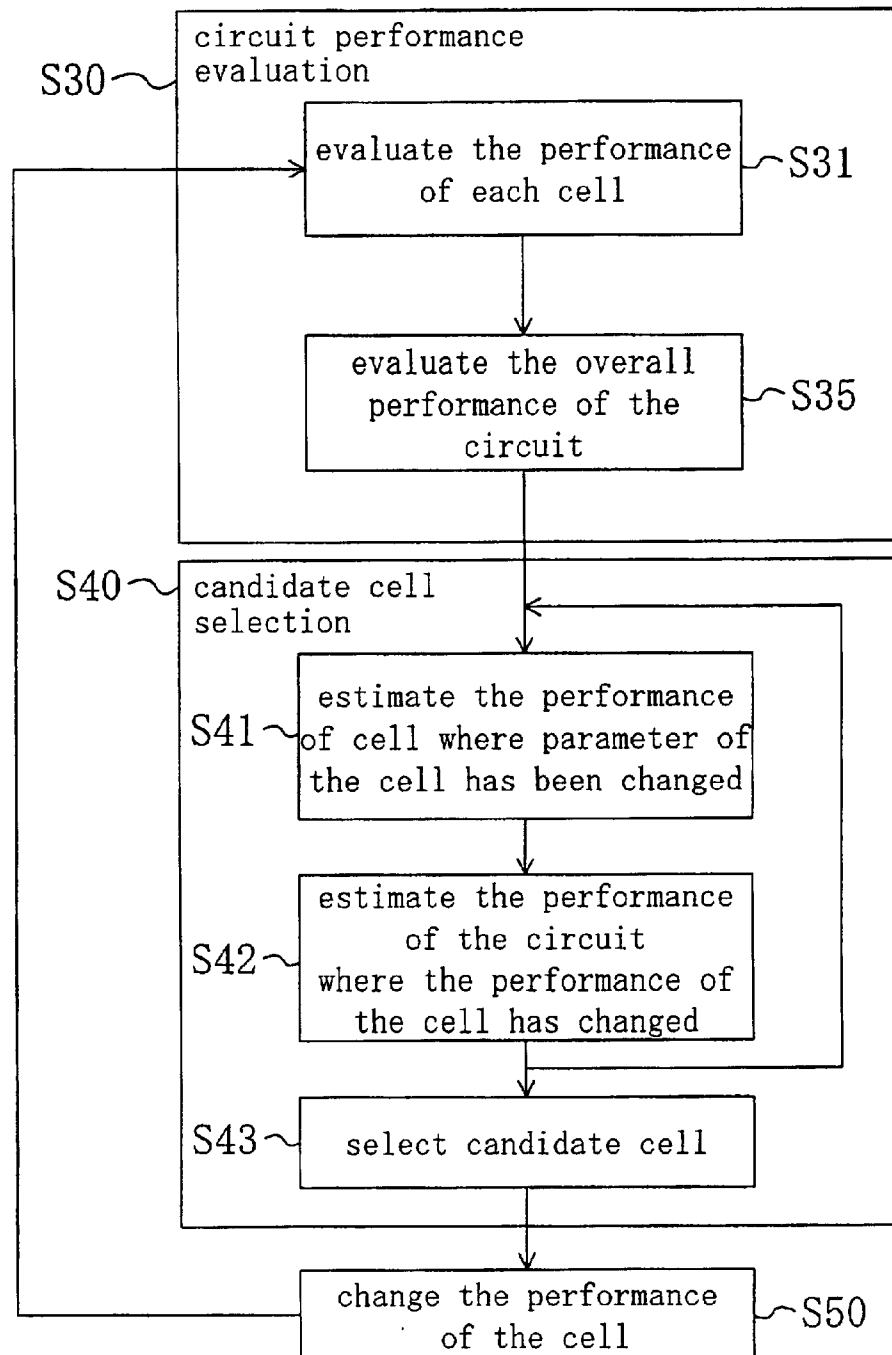 circuit performance
evaluation
S30
evaluate the performance
of each cell
S31
evaluate the overall
performance of the
circuit
S35
S40
candidate cell
selection
estimate the performance
of cell where parameter of
the cell has been changed
S41
estimate the performance
of the circuit
where the performance of
the cell has changed
S42
S43
select candidate cell
change the performance
of the cell
S50